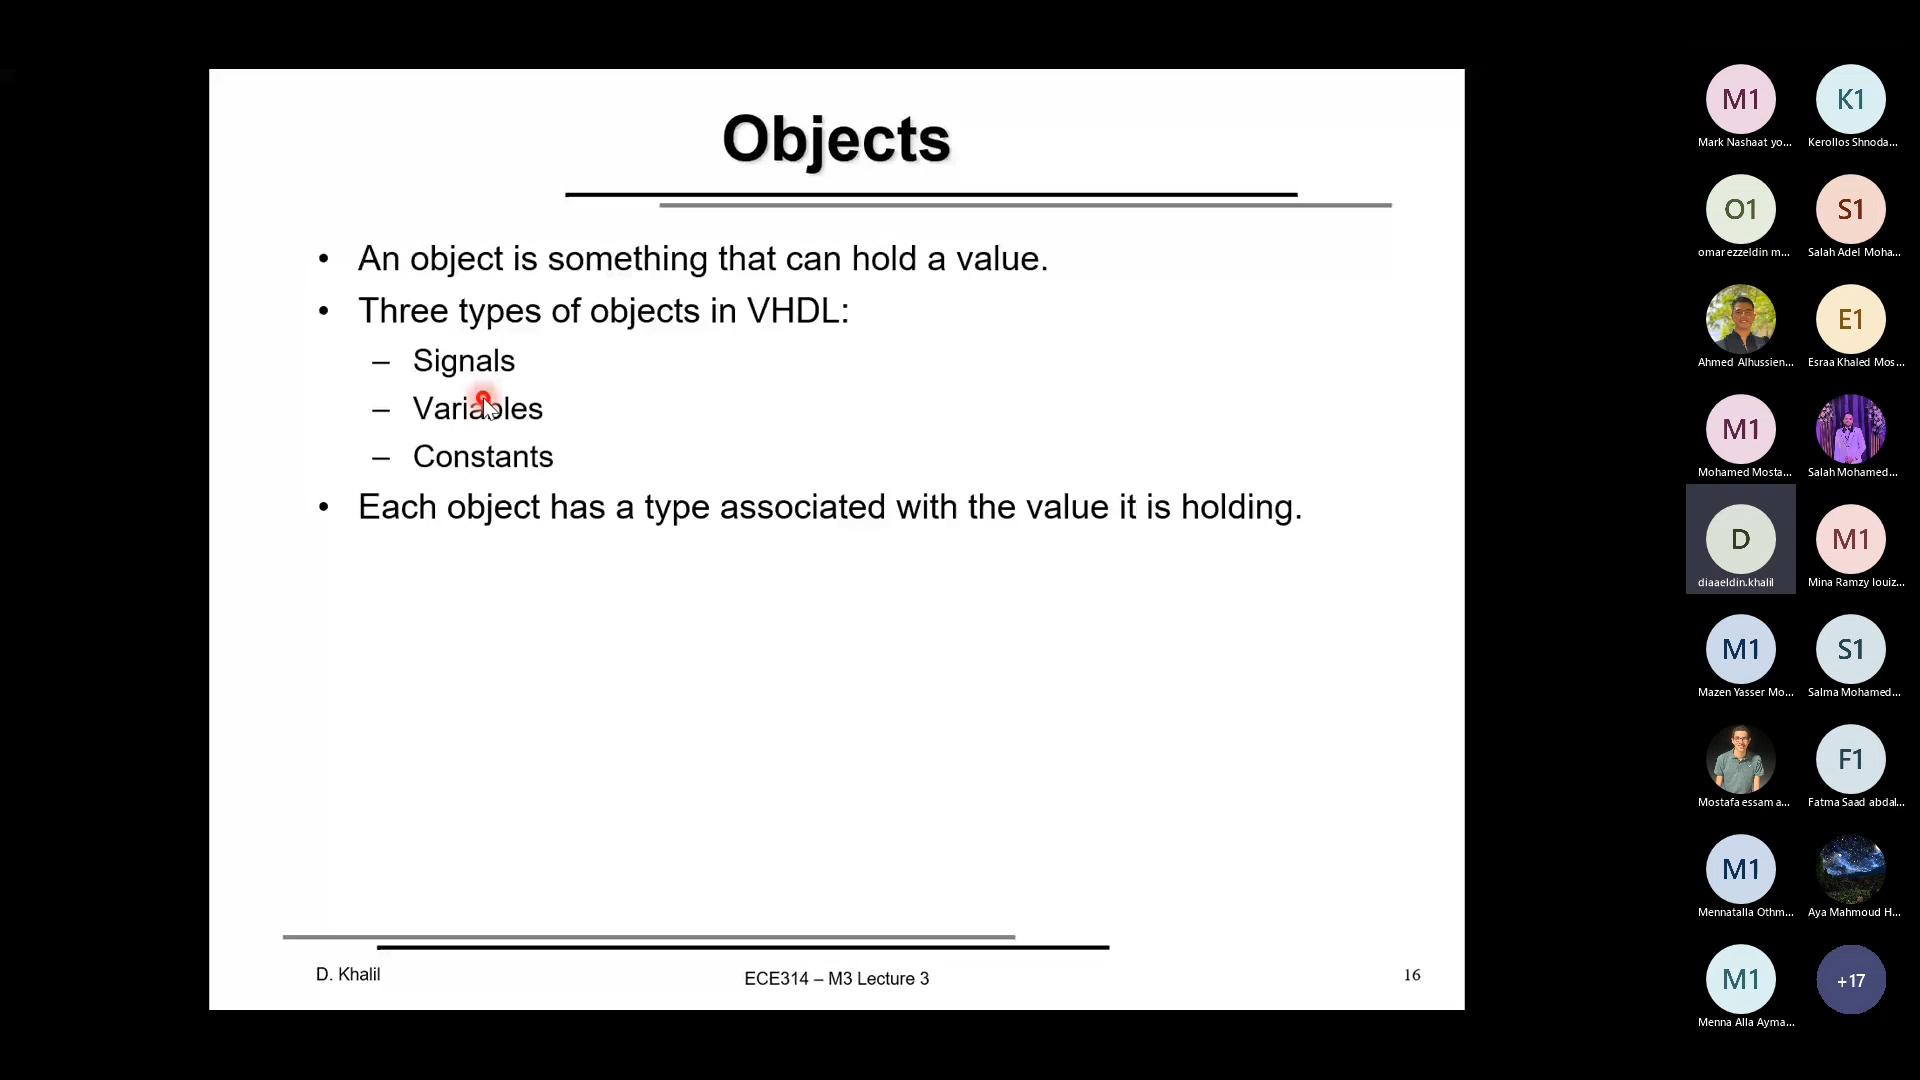 Objects
• An object is something that can hold a value.
• Three types of objects in VHDL:
– Signals
– Variables
– Constants
• Each object has a type associated with the value it is holding.
D. Khalil
ECE314 – M3 Lecture 3
16
M1
K1
Mark Nashaat yo...
Kerollos Shnoda...
O1
S1
omar ezzeldin m...
Salah Adel Moha...
E1
Ahmed Alhussien...
Esraa Khaled Mos...
M1
Mohamed Mosta...
Salah Mohamed...
D
M1
diaaeldin.khalil
Mina Ramzy louiz...
M1
S1
Mazen Yasser Mo...
Salma Mohamed...
F1
Mostafa essam a...
Fatma Saad abdal...
M1
Mennatalla Othm...
Aya Mahmoud H...
M1
+17
Menna Alla Ayma...